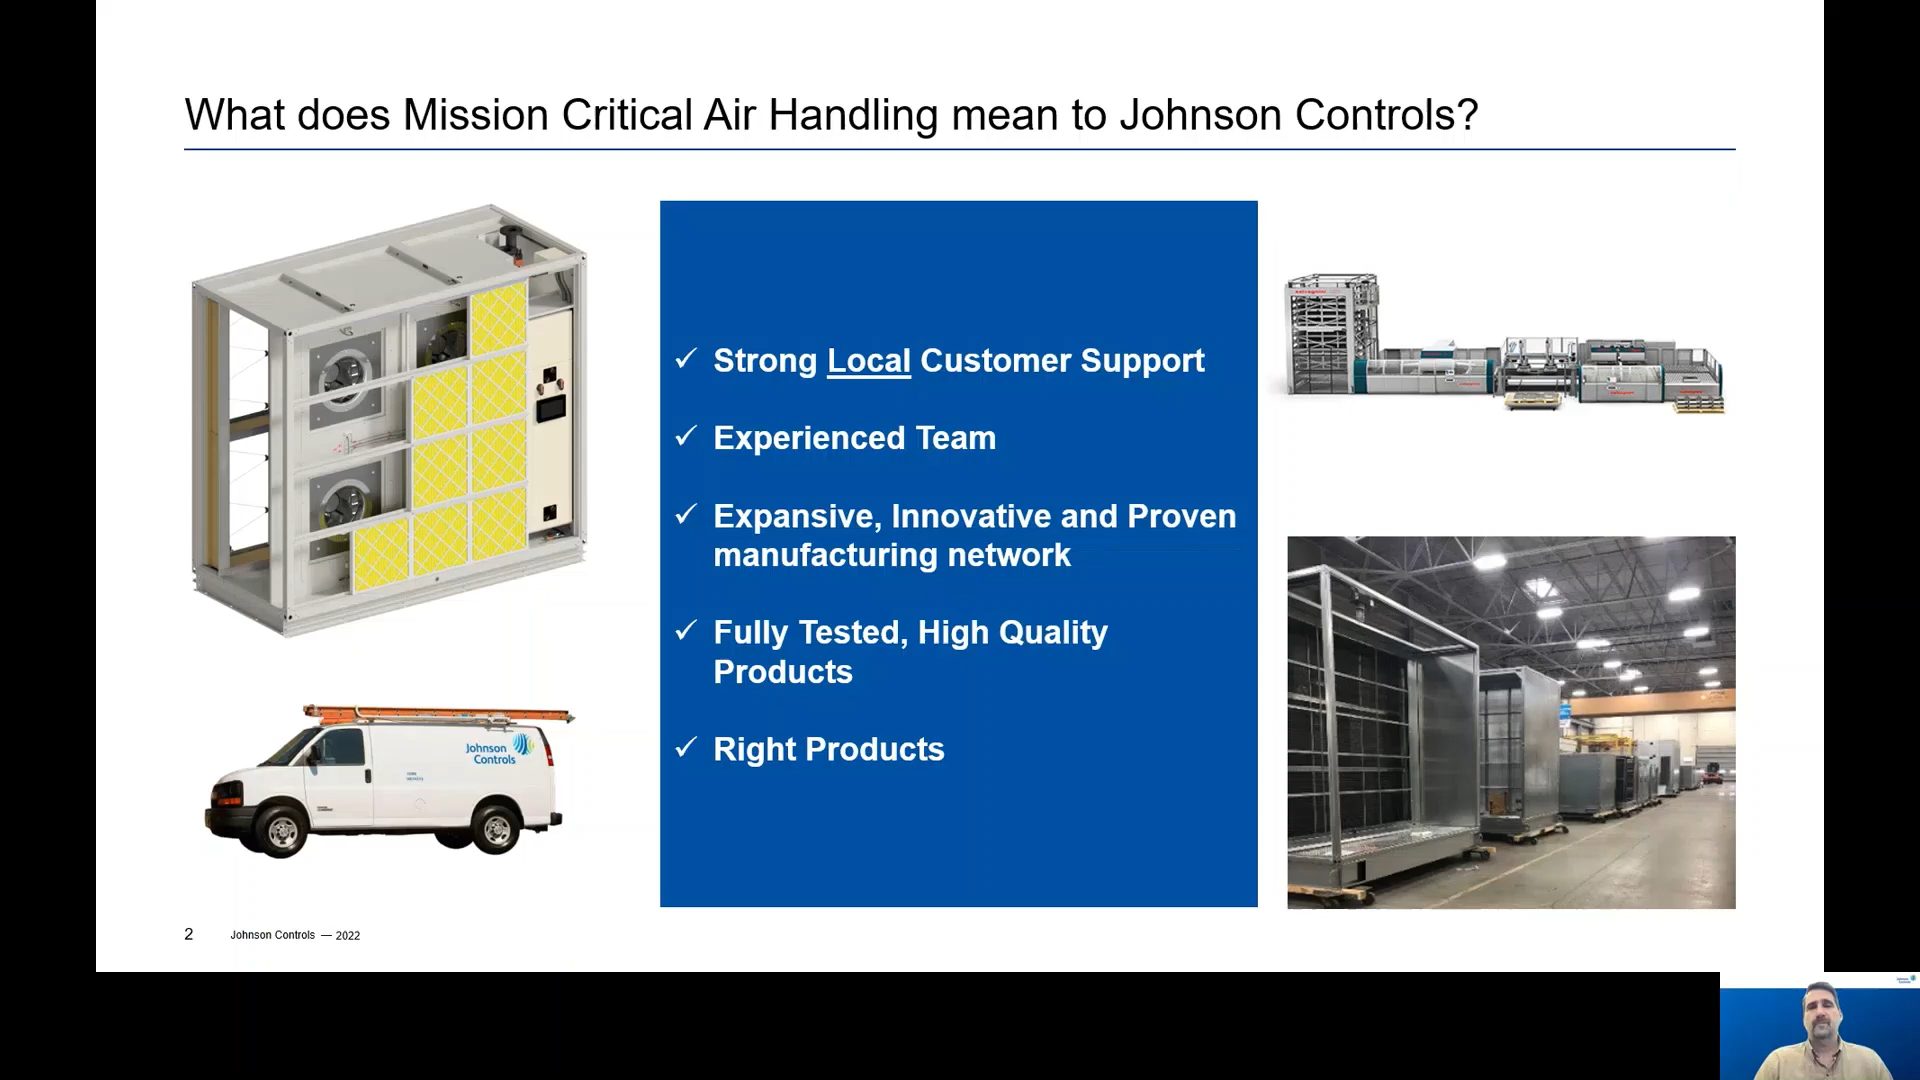 What does Mission Critical Air Handling mean to Johnson Controls?
✓ Strong Local Customer Support
✓ Experienced Team
✓ Expansive, Innovative and Proven
manufacturing network
✓ Fully Tested, High Quality
Products
✓ Right Products
Johnson
Controls
2 Johnson Controls — 2022